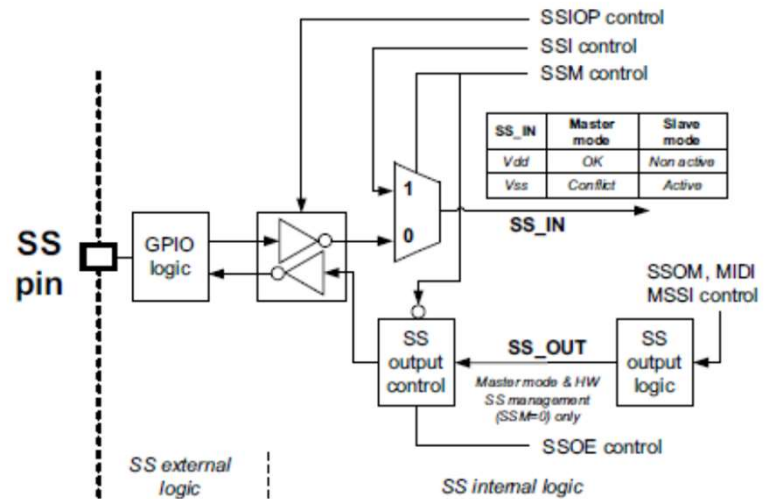 SSIOP control
SSI control
SSM control
SS_IN Master mode Slave mode
Vdd OK Non active
Vss Conflict Active
1
0
SS_IN
SS pin
GPIO logic
SSOM, MIDI
MSSI control
SS output control
SS_OUT
SS output logic
Master mode & HW
SS management
(SSM=0) only
SSOE control
SS external logic
SS internal logic